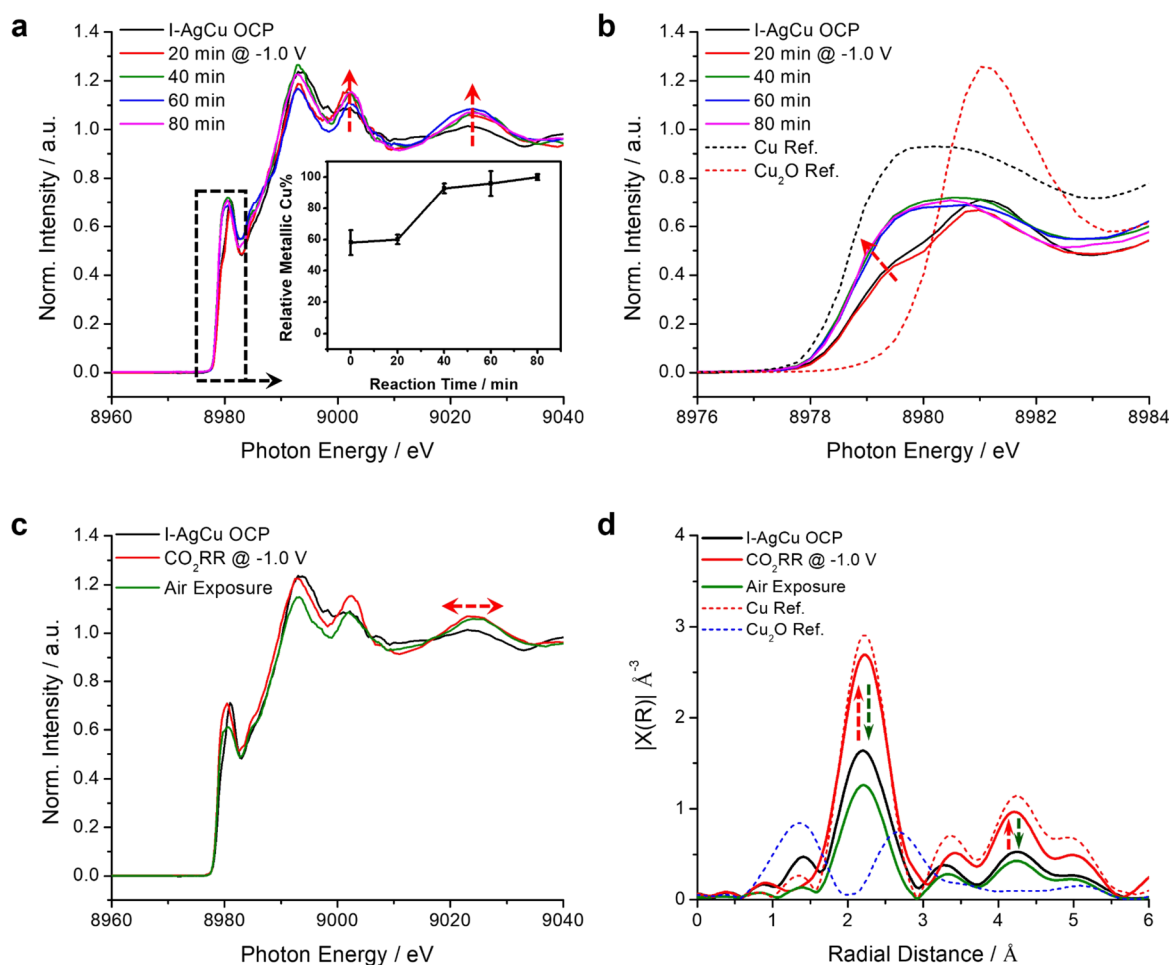 a
I-AgCu OCP
20 min @ -1.0 V
40 min
60 min
80 min
Norm. Intensity / a.u.
1.4
1.2
1.0
0.8
0.6
0.4
0.2
0.0
8960
8980
9000
9020
9040
Photon Energy / eV
Relative Metallic Cu%
100
80
60
40
20
0
0
20
40
60
80
Reaction Time / min
b
I-AgCu OCP
20 min @ -1.0 V
40 min
60 min
80 min
Cu Ref.
Cu₂O Ref.
Norm. Intensity / a.u.
1.4
1.2
1.0
0.8
0.6
0.4
0.2
0.0
8976
8978
8980
8982
8984
Photon Energy / eV
c
I-AgCu OCP
CO₂RR @ -1.0 V
Air Exposure
Norm. Intensity / a.u.
1.4
1.2
1.0
0.8
0.6
0.4
0.2
0.0
8960
8980
9000
9020
9040
Photon Energy / eV
d
I-AgCu OCP
CO₂RR @ -1.0 V
Air Exposure
Cu Ref.
Cu₂O Ref.
|X(R)| Å⁻³
4
3
2
1
0
0
1
2
3
4
5
6
Radial Distance / Å